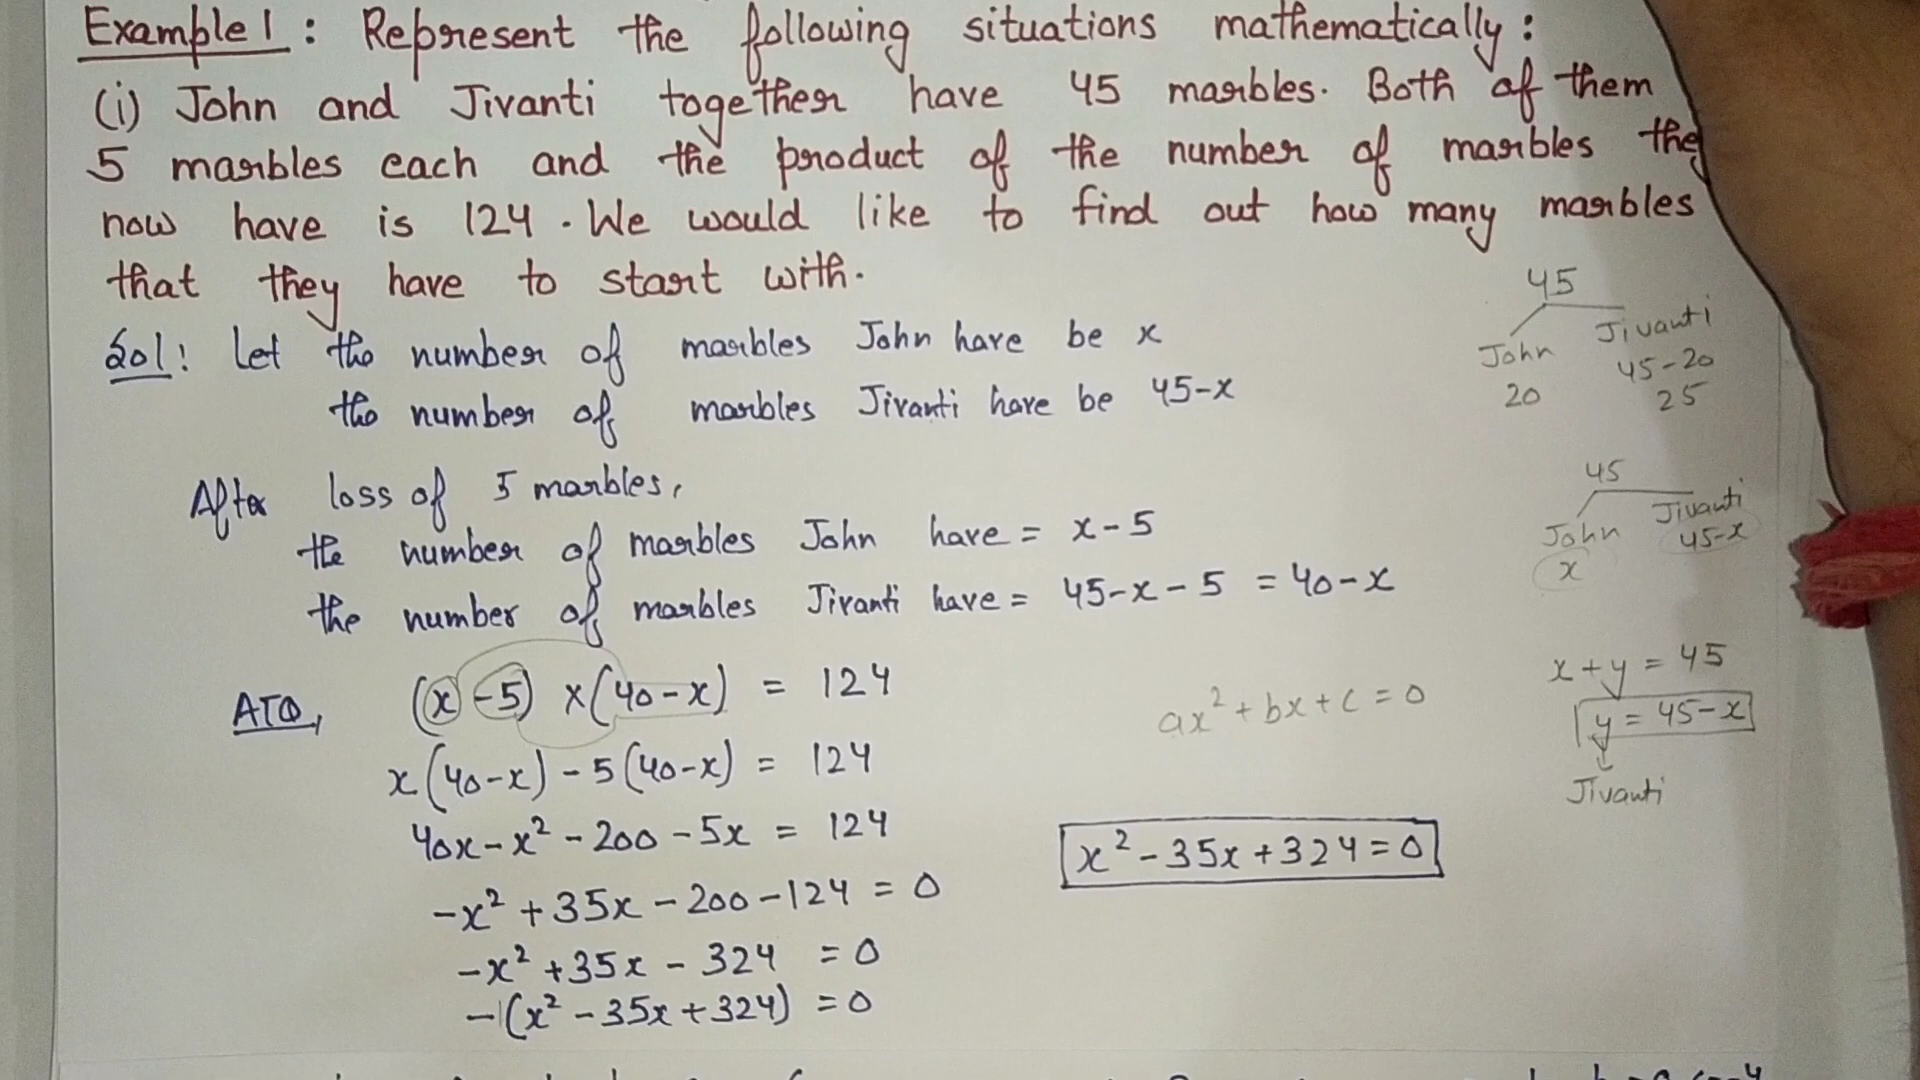 Example 1 : Represent the following situations mathematically :
(i) John and Jivanti together have 45 marbles. Both of them
5 marbles each and the product of the number of marbles they
now have is 124. We would like to find out how many marbles
that they have to start with.
45
John Jivanti
20 45-20
25
Sol: Let the number of marbles John have be x
the number of marbles Jivanti have be 45-x
After loss of 5 marbles,
the number of marbles John have = x-5
the number of marbles Jivanti have = 45-x-5 = 40-x
45
John Jivanti
x 45-x
ATQ, (x-5) x (40-x) = 124
x(40-x) - 5(40-x) = 124
40x - x² - 200 - 5x = 124
-x² + 35x - 200 - 124 = 0
-x² + 35x - 324 = 0
-(x² - 35x + 324) = 0
ax² + bx + c = 0
x² - 35x + 324 = 0
x + y = 45
y = 45-x
Jivanti